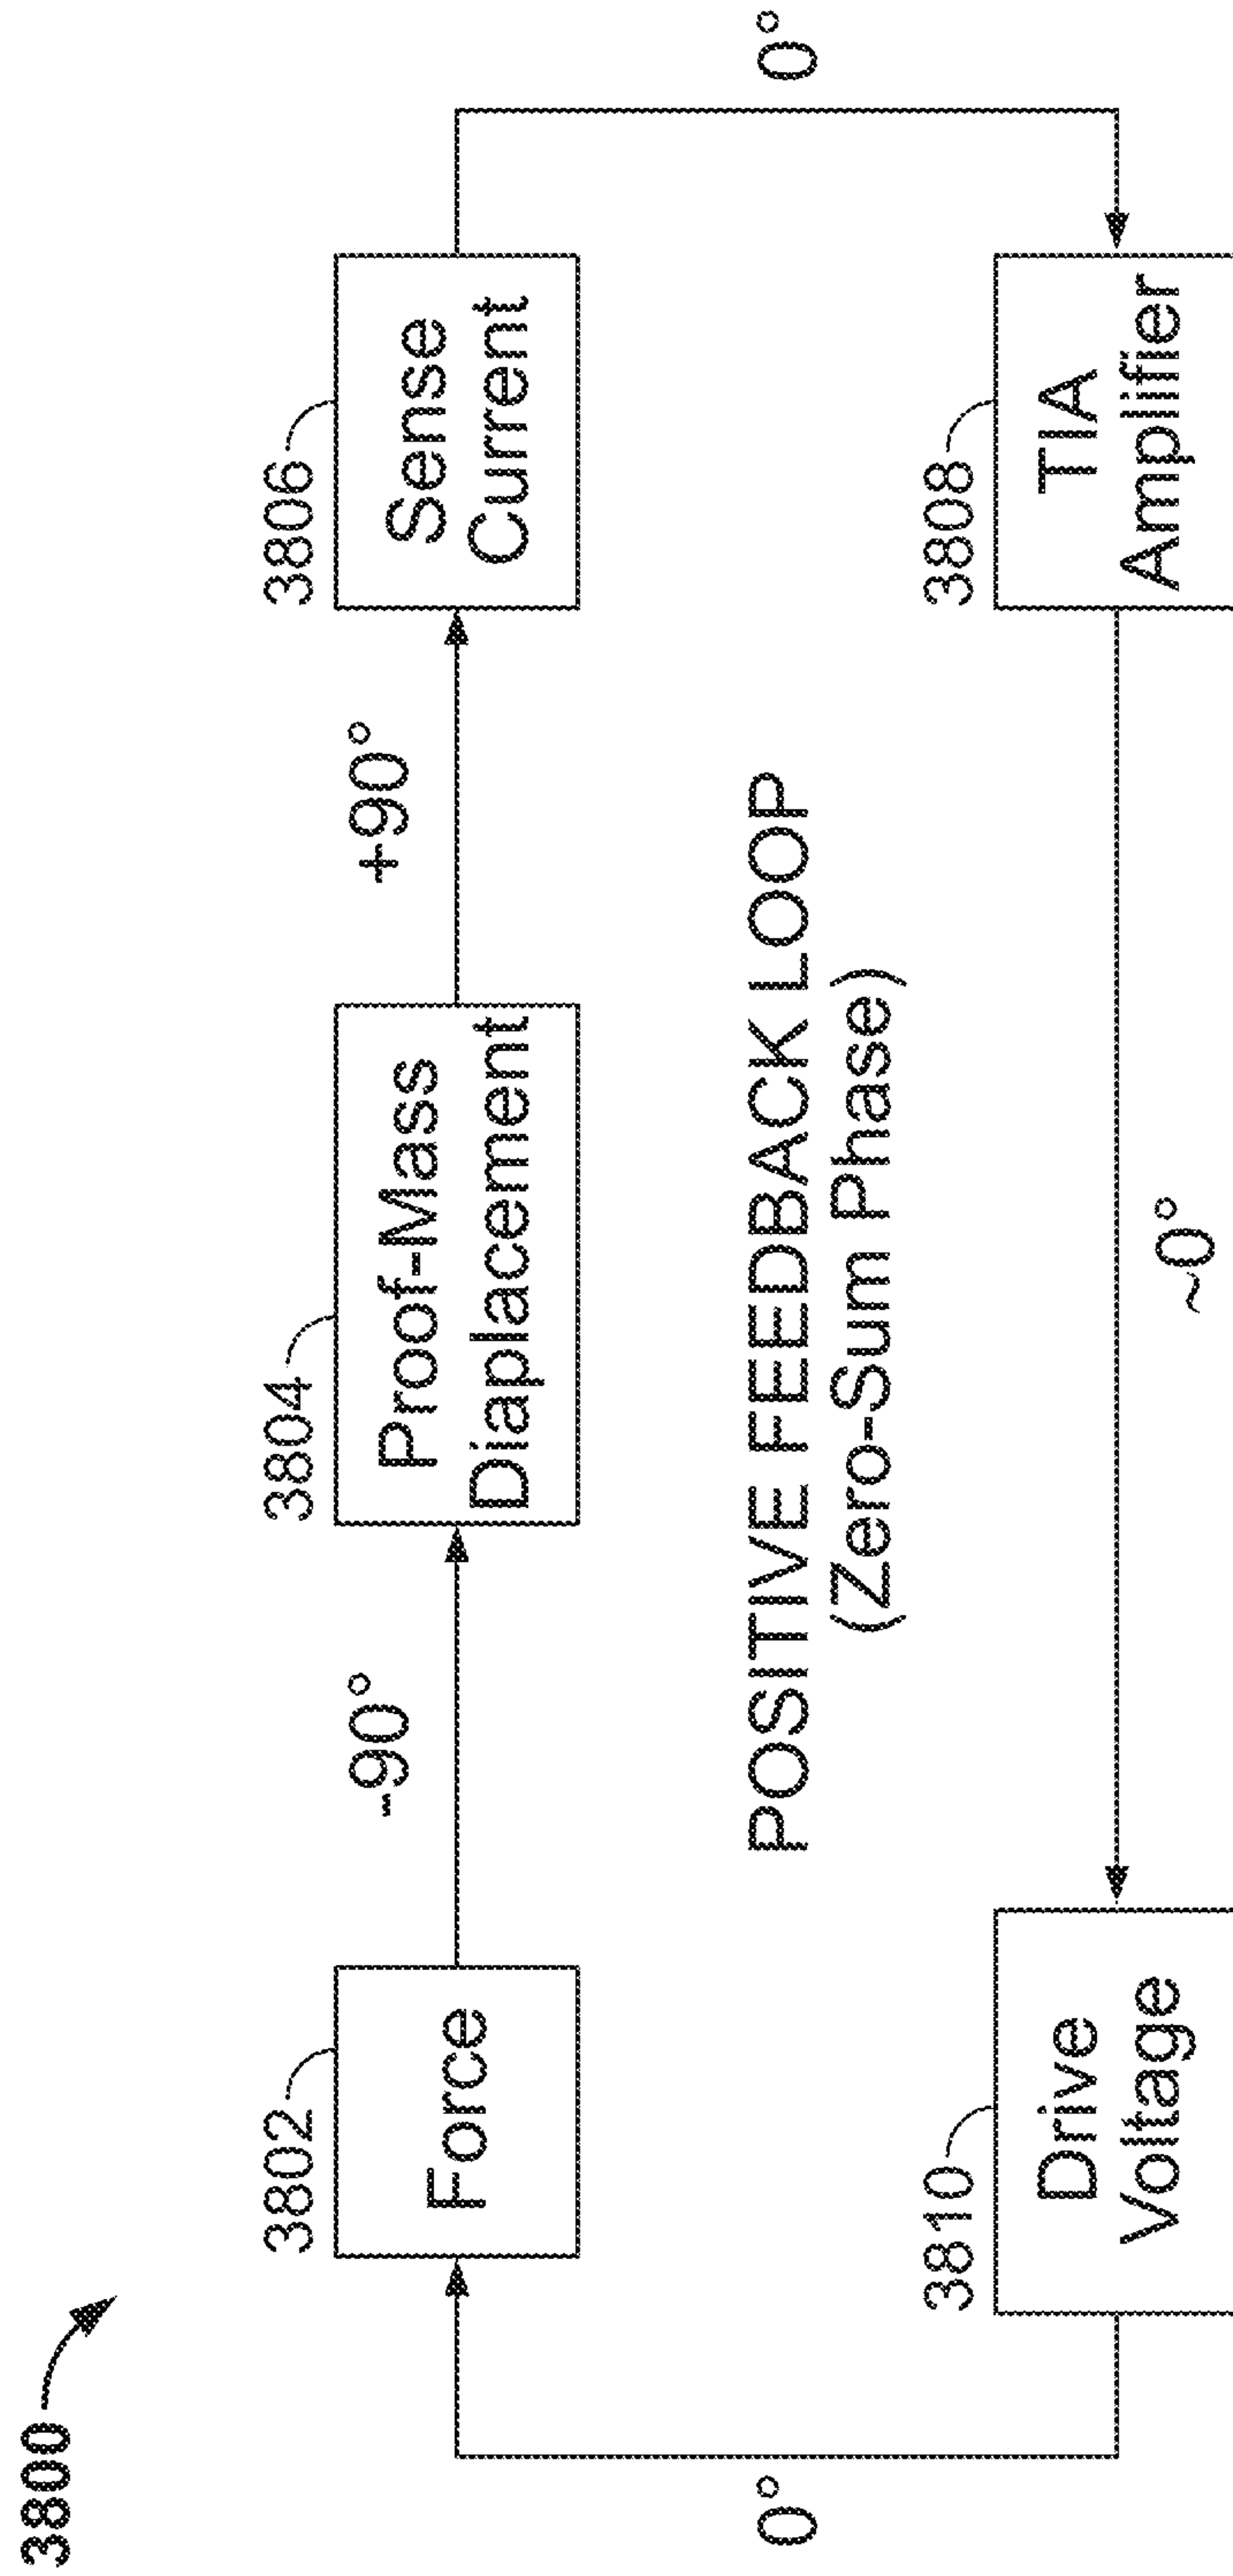 3800
3802
Force
-90°
3804
Proof-Mass
Diaplacement
+90°
3806
Sense
Current
0°
POSITIVE FEEDBACK LOOP
(Zero-Sum Phase)
0°
3810
Drive
Voltage
~0°
3808
TIA
Amplifier